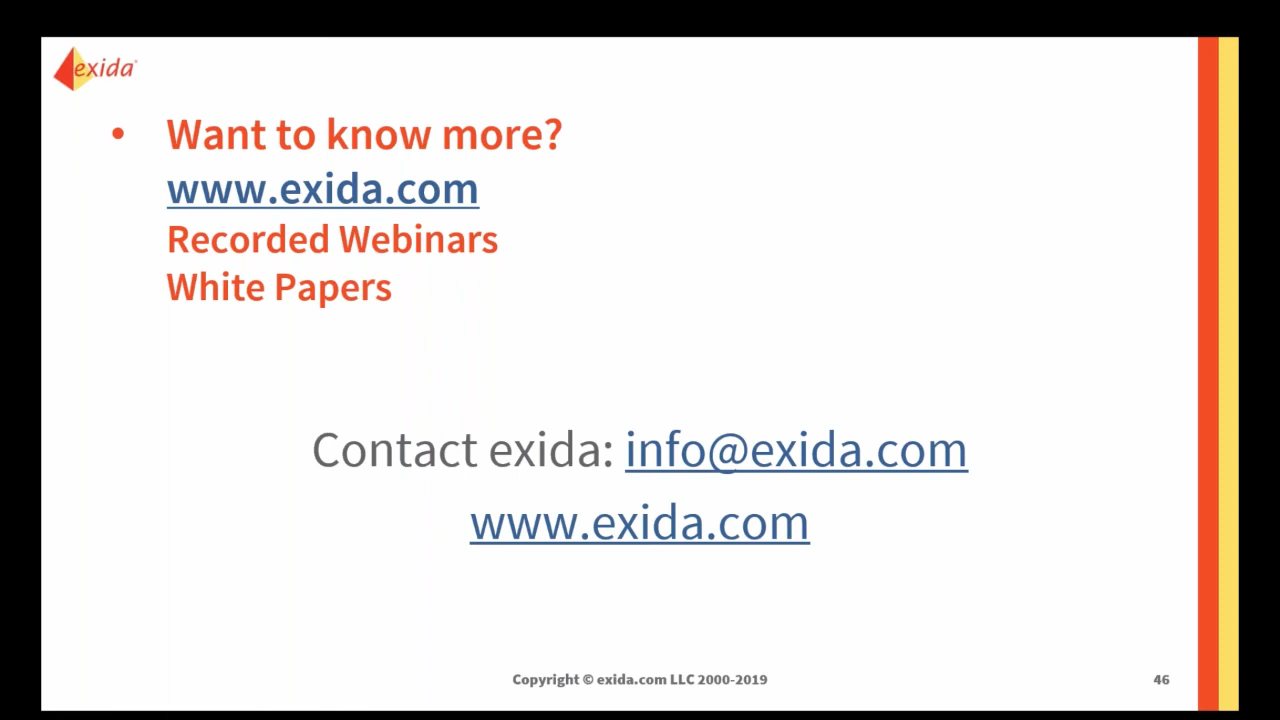 exida
• Want to know more?
www.exida.com
Recorded Webinars
White Papers
Contact exida: info@exida.com
www.exida.com
Copyright © exida.com LLC 2000-2019
46